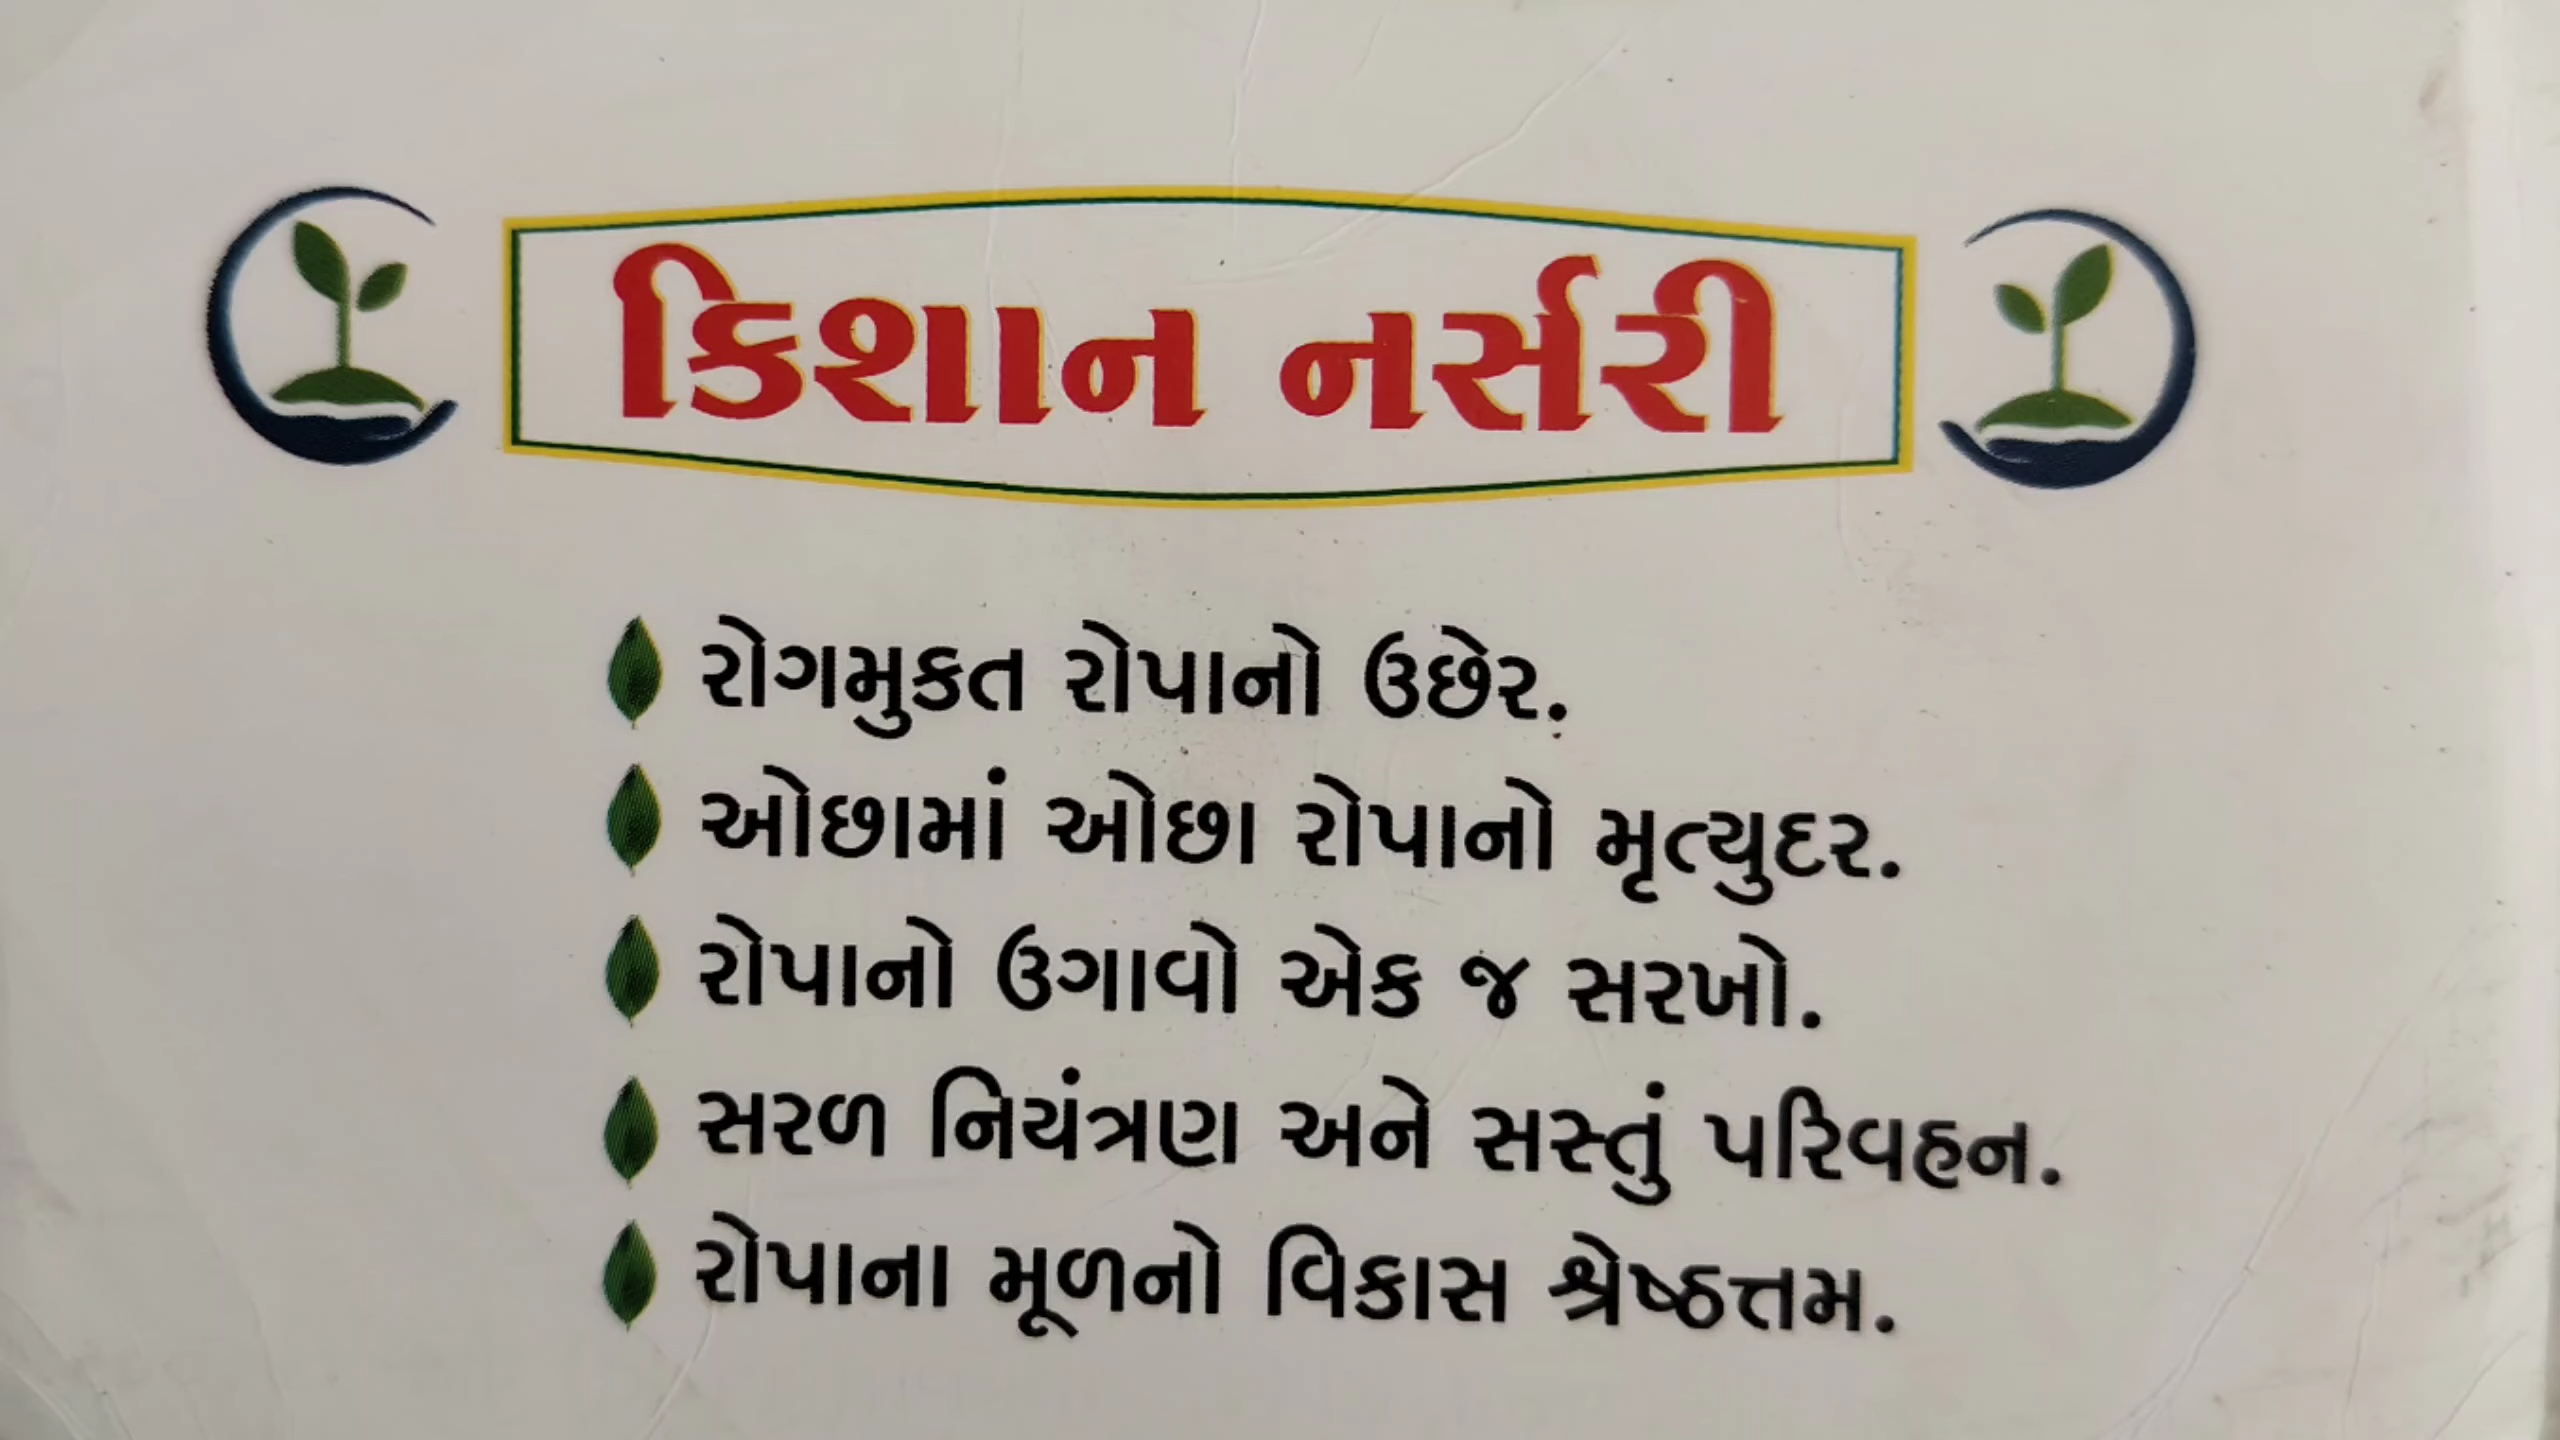 કિશાન નર્સરી
રોગમુકત રોપાનો ઉછેર.
ઓછામાં ઓછા રોપાનો મૃત્યુદર.
રોપાનો ઉગાવો એક જ સરખો.
સરળ નિયંત્રણ અને સસ્તું પરિવહન.
રોપાના મૂળનો વિકાસ શ્રેષ્ઠત્તમ.